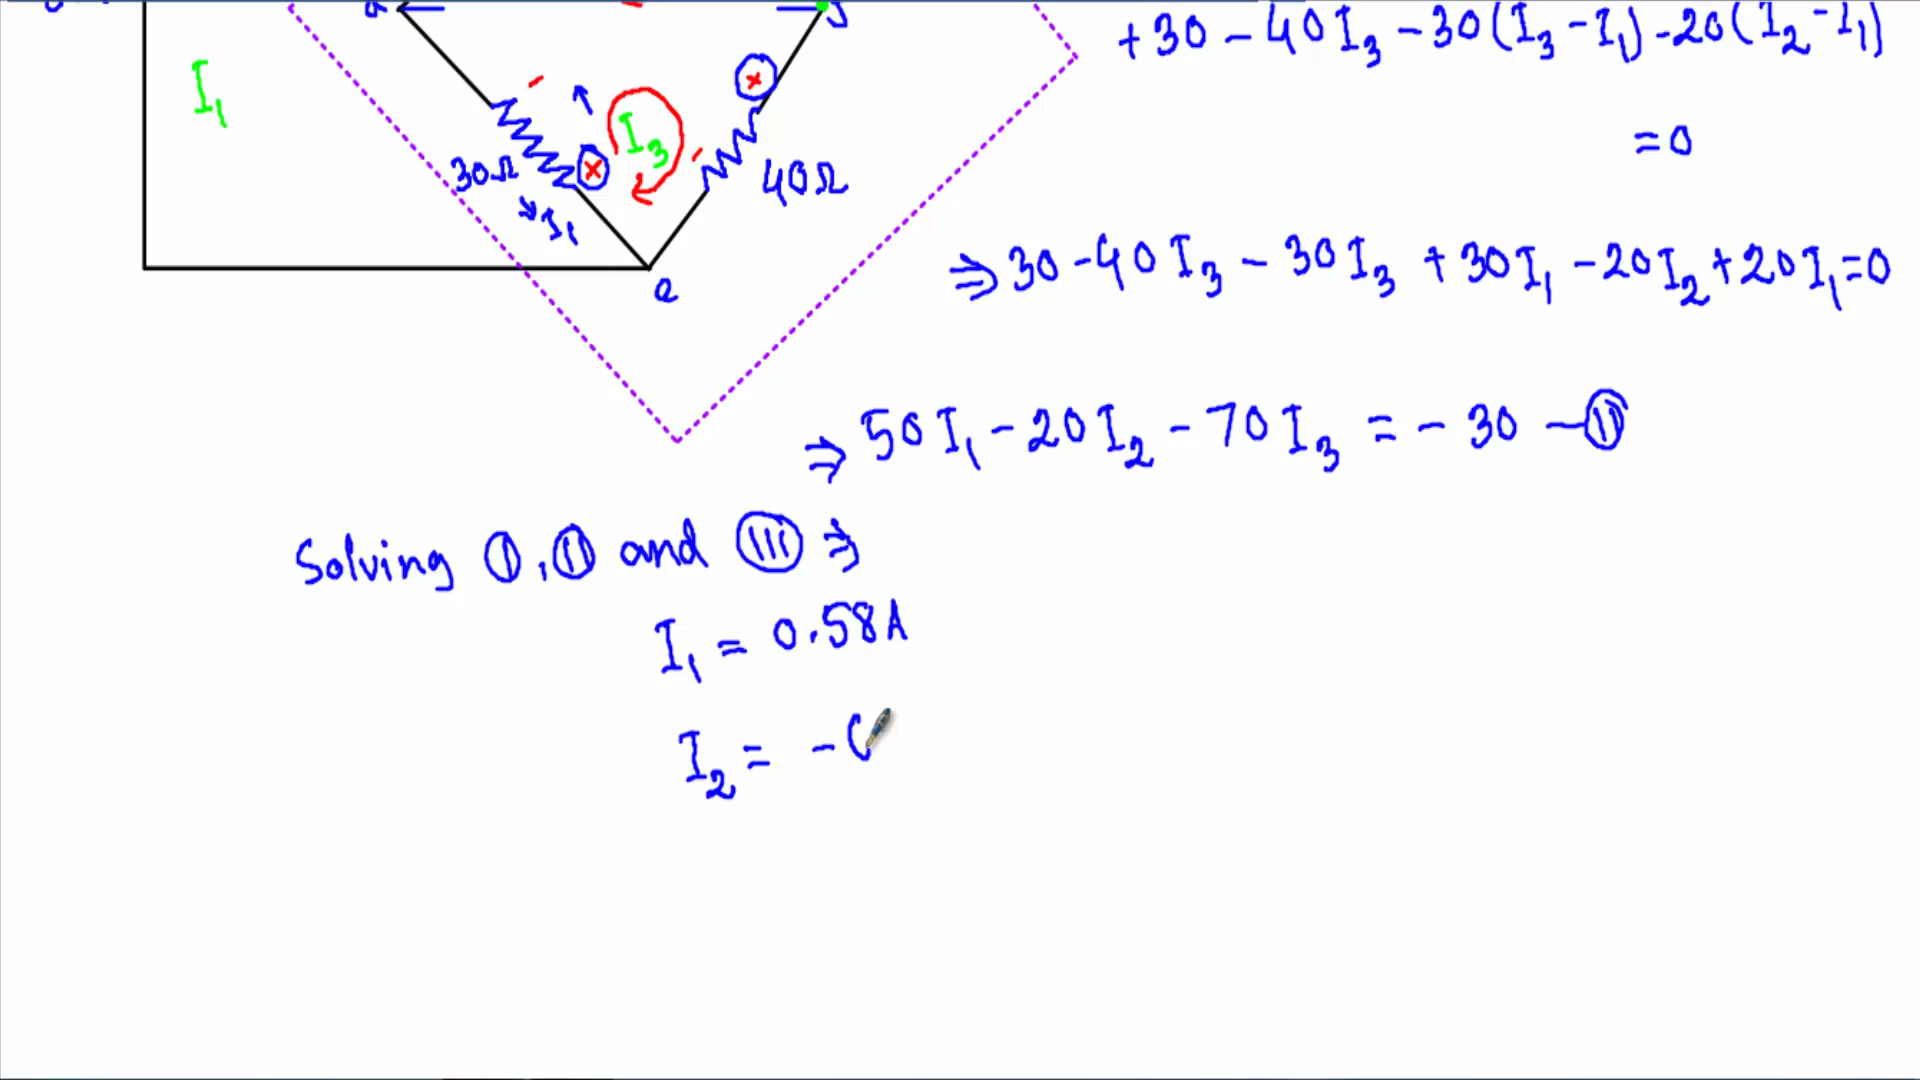 +30 - 40I₃ - 30(I₃ - I₁) - 20(I₂ - I₁)
= 0
I₁
I₃
30Ω
40Ω
I₁
e
⇒ 30 - 40I₃ - 30I₃ + 30I₁ - 20I₂ + 20I₁ = 0
⇒ 50I₁ - 20I₂ - 70I₃ = - 30 — II
Solving I, II and III ⇒
I₁ = 0.58A
I₂ = -0